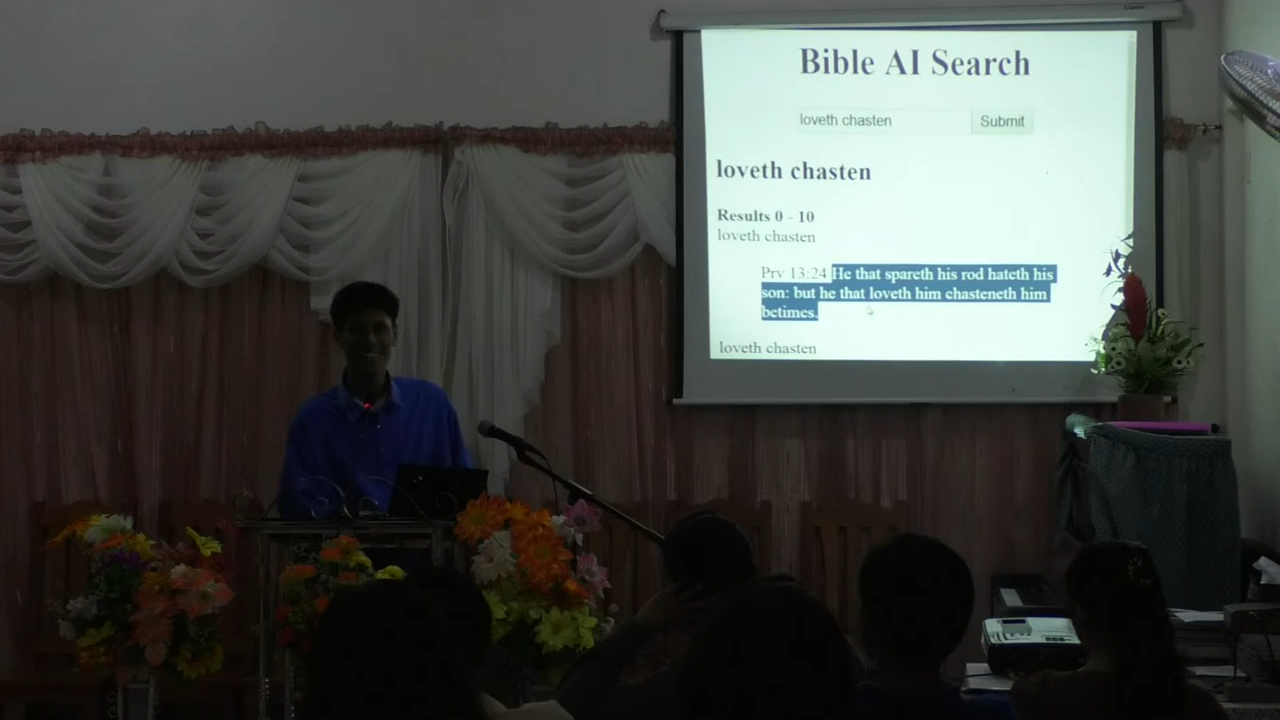 Bible AI Search
loveth chasten
Submit
loveth chasten
Results 0 - 10
loveth chasten
Prv 13:24 He that spareth his rod hateth his
son: but he that loveth him chasteneth him
betimes.
loveth chasten